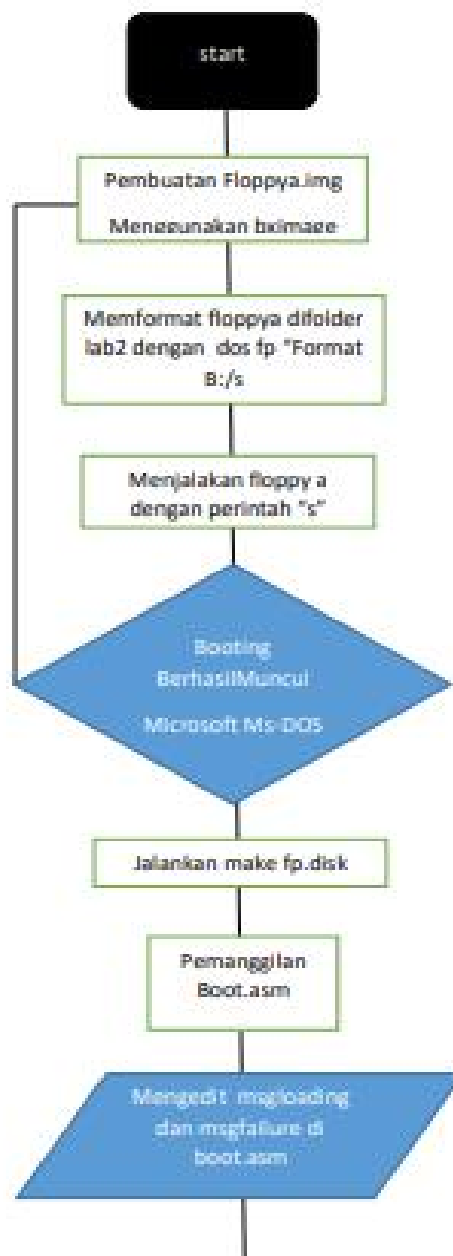 start
Pembuatan Floppya.img
Menggunakan bximage
Memformat floppya difolder
lab2 dengan dos fp "Format
B:/s
Menjalakan floppy a
dengan perintah "s"
Booting
BerhasilMuncul
Microsoft Ms-DOS
Jalankan make fp.disk
Pemanggilan
Boot.asm
Mengedit msgloading
dan msgfailure di
boot.asm